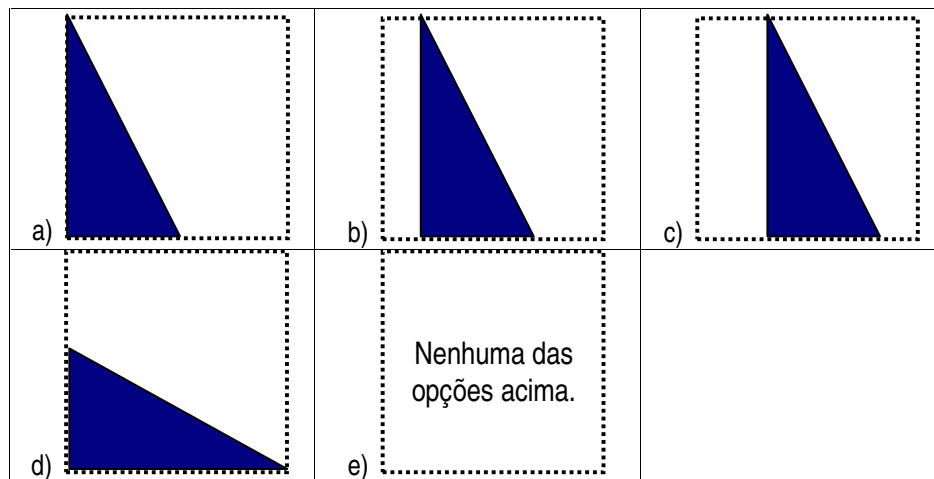 a)
b)
c)
d)
e)
Nenhuma das
opções acima.